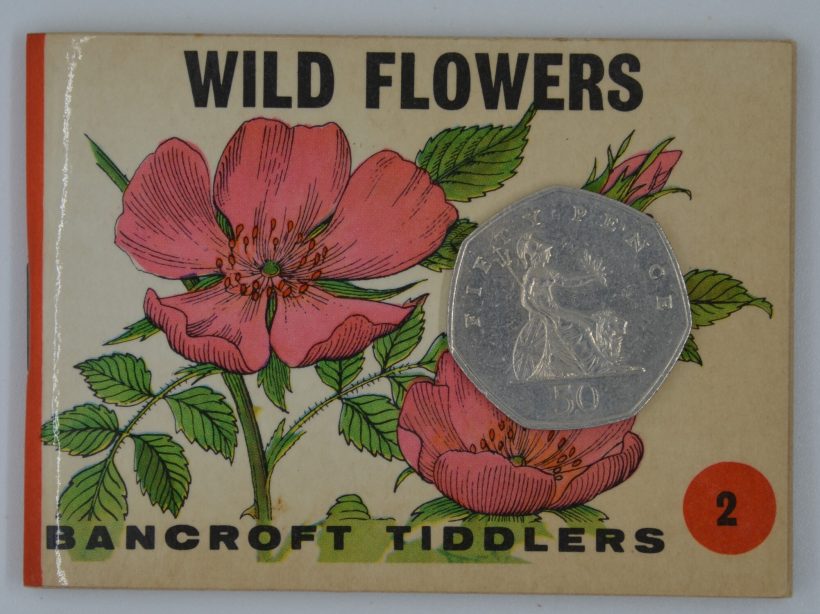 WILD FLOWERS
FIFTY PENCE
50
2
BANCROFT TIDDLERS